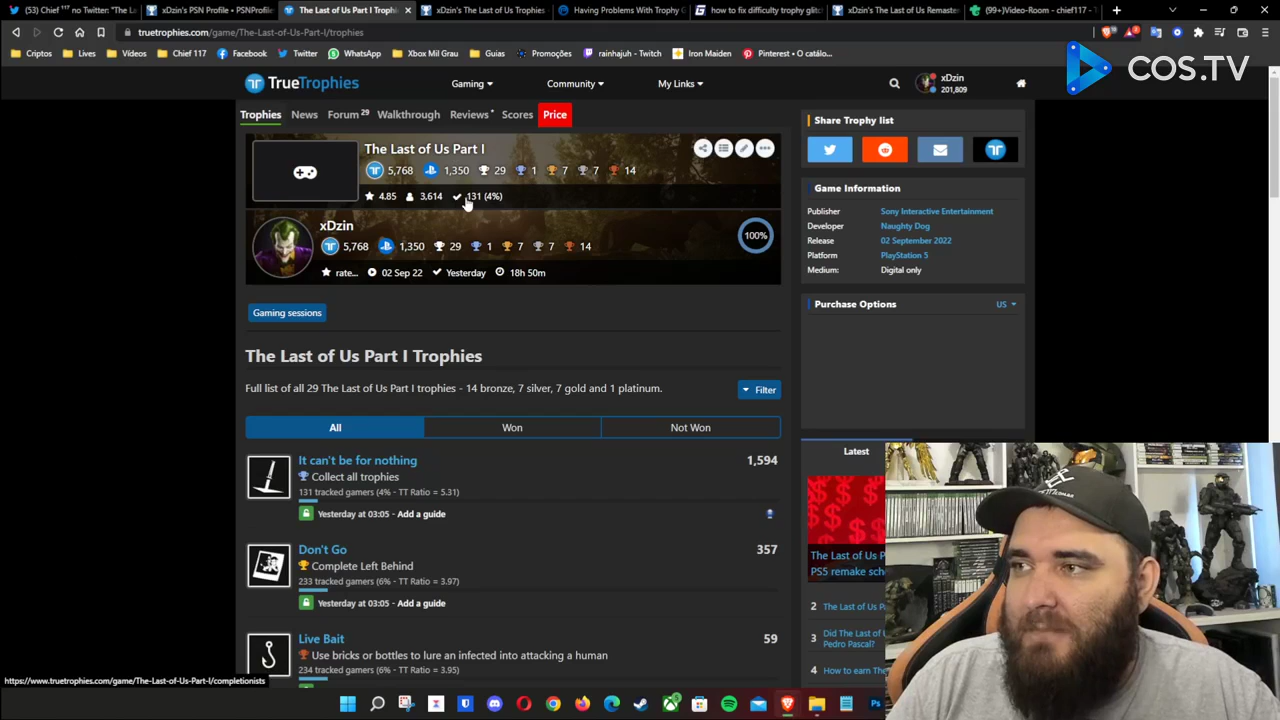 (53) Chief ¹¹⁷ no Twitter: "The L
xDzin's PSN Profile • PSNProfile
The Last of Us Part I Troph
xDzin's The Last of Us Trophies
Having Problems With Trophy G
how to fix difficulty trophy glitc
xDzin's The Last of Us Remaste
(99+)Video-Room - chief117 -
truetrophies.com/game/The-Last-of-Us-Part-I/trophies
Criptos
Lives
Vídeos
Chief 117
Facebook
Twitter
WhatsApp
Xbox Mil Grau
Guias
Promoções
rainhajuh - Twitch
Iron Maiden
Pinterest • O catálo...
COS.TV
TrueTrophies
Gaming
Community
My Links
xDzin
201,809
Trophies
News
Forum 29
Walkthrough
Reviews
Scores
Price
The Last of Us Part I
5,768 1,350 29 1 7 7 14
4.85 3,614 131 (4%)
xDzin
5,768 1,350 29 1 7 7 14
100%
rate... 02 Sep 22 Yesterday 18h 50m
Gaming sessions
The Last of Us Part I Trophies
Full list of all 29 The Last of Us Part I trophies - 14 bronze, 7 silver, 7 gold and 1 platinum.
Filter
All
Won
Not Won
It can't be for nothing
1,594
Collect all trophies
131 tracked gamers (4% - TT Ratio = 5.31)
Yesterday at 03:05 - Add a guide
Don't Go
357
Complete Left Behind
233 tracked gamers (6% - TT Ratio = 3.97)
Yesterday at 03:05 - Add a guide
Live Bait
59
Use bricks or bottles to lure an infected into attacking a human
234 tracked gamers (6% - TT Ratio = 3.95)
Share Trophy list
Game Information
Publisher Sony Interactive Entertainment
Developer Naughty Dog
Release 02 September 2022
Platform PlayStation 5
Medium: Digital only
Purchase Options
US
Latest
The Last of Us P
PS5 remake sch
2 The Last of Us Pa
3 Did The Last of U
Pedro Pascal?
4 How to earn The
https://www.truetrophies.com/game/The-Last-of-Us-Part-I/completionists